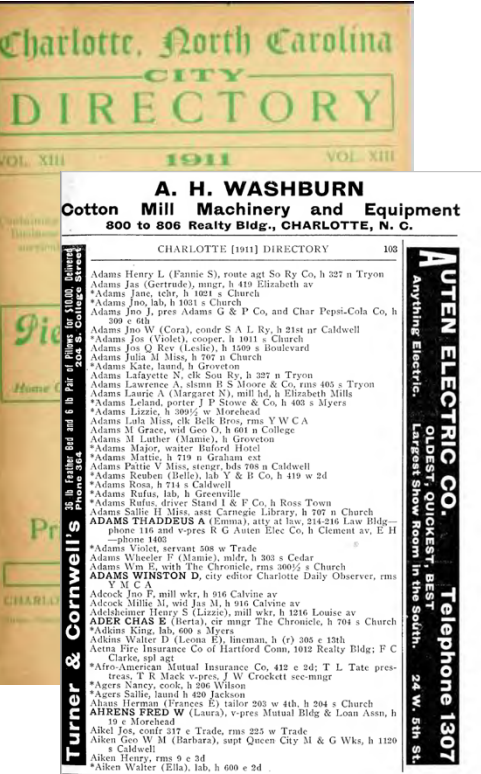 Charlotte, North Carolina
CITY
DIRECTORY
VOL. XIII 1911 VOL. XIII
A. H. WASHBURN
Cotton Mill Machinery and Equipment
800 to 806 Realty Bldg., CHARLOTTE, N. C.
CHARLOTTE [1911] DIRECTORY 103
Adams Henry L (Fannie S), route agt So Ry Co, h 327 n Tryon
Adams Jas (Gertrude), mngr, h 419 Elizabeth av
*Adams Jane, tchr, h 1021 s Church
*Adams Jno, lab, h 1031 s Church
Adams Jno J, pres Adams G & P Co, and Char Pepsi-Cola Co, h
309 e 6th
Adams Jno W (Cora), condr S A L Ry, h 21st nr Caldwell
*Adams Jos (Violet), cooper, h 1011 s Church
Adams Jos Q Rev (Leslie), h 1509 s Boulevard
Adams Julia M Miss, h 707 n Church
*Adams Kate, laund, h Groveton
Adams Lafayette N, clk Sou Ry, h 327 n Tryon
Adams Lawrence A, slsmn B S Moore & Co, rms 405 s Tryon
Adams Laurie A (Margaret N), mill hd, h Elizabeth Mills
*Adams Leland, porter J P Stowe & Co, h 403 s Myers
*Adams Lizzie, h 309½ w Morehead
Adams Lula Miss, clk Belk Bros, rms Y W C A
Adams M Grace, wid Geo O, h 601 n College
Adams M Luther (Mamie), h Groveton
*Adams Major, waiter Buford Hotel
*Adams Mattie, h 719 n Graham ext
Adams Pattie V Miss, stengr, bds 708 n Caldwell
*Adams Reuben (Belle), lab Y & B Co, h 419 w 2d
*Adams Rosa, h 714 s Caldwell
*Adams Rufus, lab, h Greenville
*Adams Rufus, driver Stand I & F Co, h Ross Town
Adams Sallie H Miss, asst Carnegie Library, h 707 n Church
ADAMS THADDEUS A (Emma), atty at law, 214-216 Law Bldg—
phone 116 and v-pres R G Auten Elec Co, h Clement av, E H
—phone 1403
*Adams Violet, servant 508 w Trade
Adams Wheeler F (Mamie), mldr, h 303 s Cedar
Adams Wm E, with The Chronicle, rms 300½ s Church
ADAMS WINSTON D, city editor Charlotte Daily Observer, rms
Y M C A
Adcock Jno F, mill wkr, h 916 Calvine av
Adcock Millie M, wid Jas M, h 916 Calvine av
Adelsheimer Henry S (Lizzie), mill wkr, h 1216 Louise av
ADER CHAS E (Berta), cir mngr The Chronicle, h 704 s Church
*Adkins King, lab, 600 s Myers
Adkins Walter D (Leona E), lineman, h (r) 305 e 13th
Aetna Fire Insurance Co of Hartford Conn, 1012 Realty Bldg; F C
Clarke, spl agt
*Afro-American Mutual Insurance Co, 412 e 2d; T L Tate pres-
treas, T R Mack v-pres, J W Crockett sec-mngr
*Agers Nancy, cook, h 206 Wilson
*Agers Sallie, laund h 420 Jackson
Ahaus Herman (Frances E) tailor 203 w 4th, h 204 s Church
AHRENS FRED W (Laura), v-pres Mutual Bldg & Loan Assn, h
19 e Morehead
Aikel Jos, confr 317 e Trade, rms 225 w Trade
Aiken Geo W M (Barbara), supt Queen City M & G Wks, h 1120
s Caldwell
Aiken Henry, rms 9 e 3d
*Aiken Walter (Ella), lab, h 600 e 2d
Turner & Cornwell's
36 lb Feather Bed and 6 lb Pair of Pillows for $10.00, Delivered
Phone 364 204 S. College Street
AUTEN ELECTRIC CO.
OLDEST, QUICKEST, BEST
Anything Electric. Largest Show Room in the South.
Telephone 1307
24 W. 5th St.
Pie
Home
Pr
CHARLO